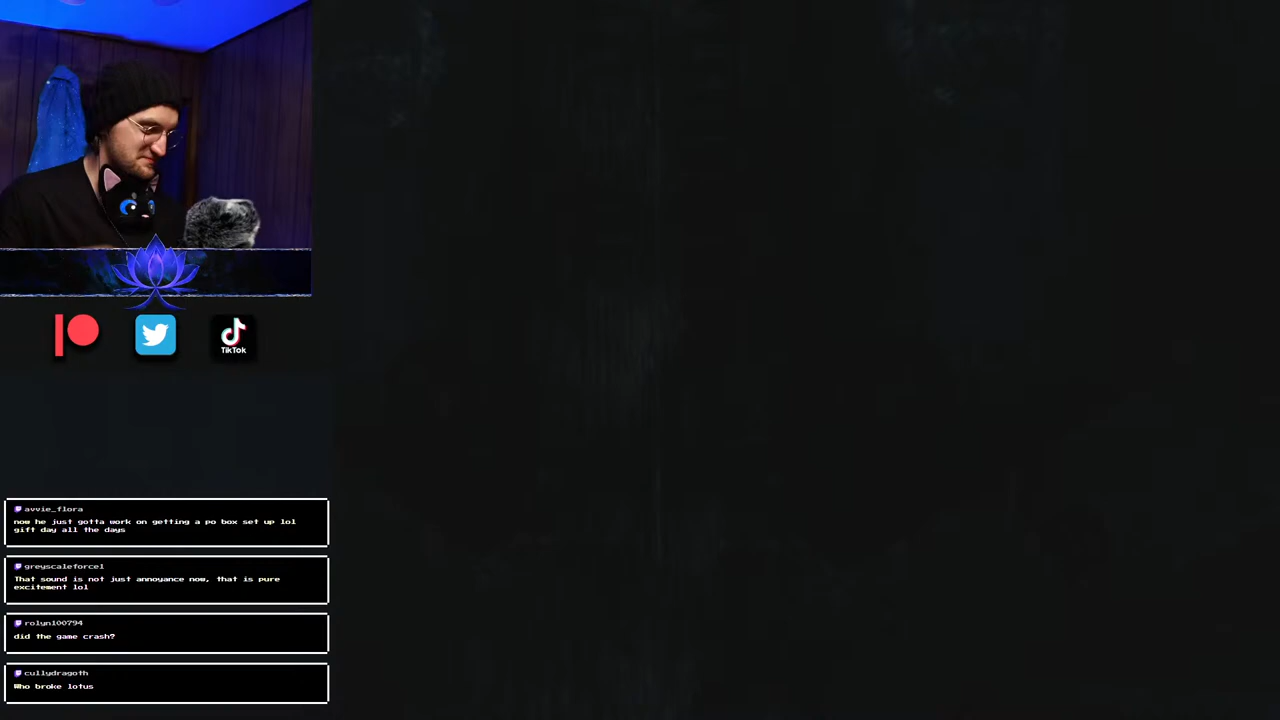 TikTok
avvie_flora
now he just gotta work on getting a po box set up lol
gift day all the days
greyscaleforce1
That sound is not just annoyance now, that is pure
excitement lol
rolyn100794
did the game crash?
cullydragoth
Who broke lotus